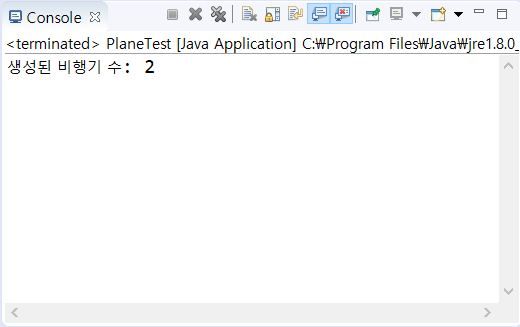 Console
<terminated> PlaneTest [Java Application] C:₩Program Files₩Java₩jre1.8.0_
생성된 비행기 수: 2